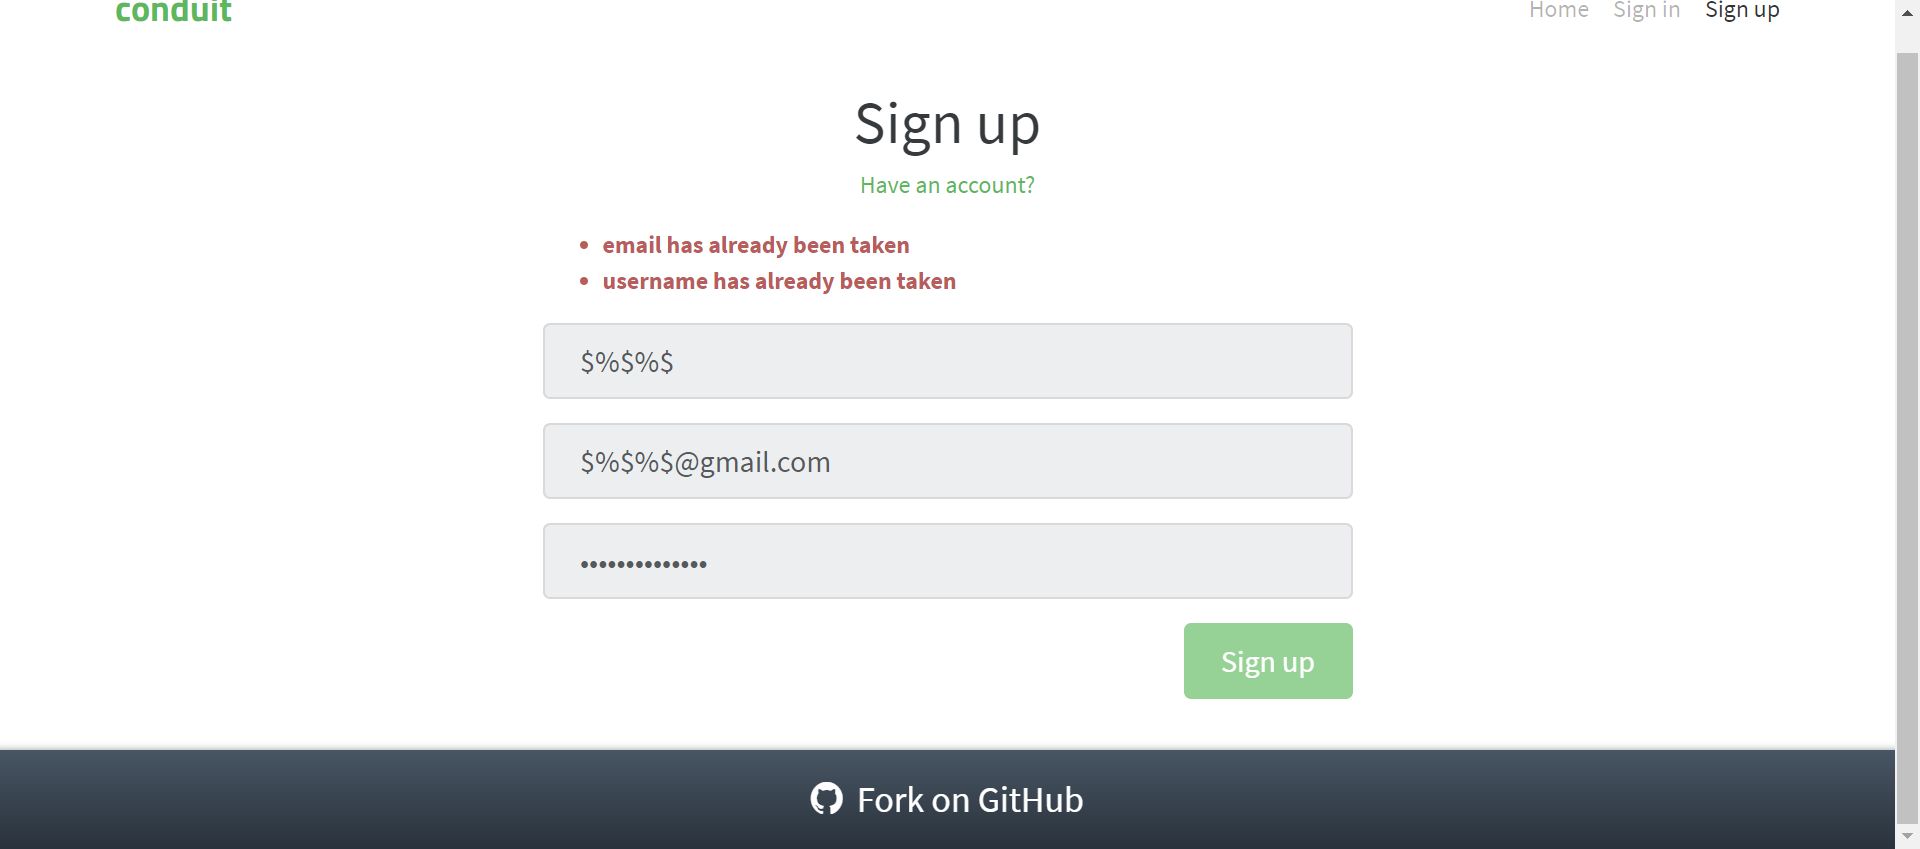 conduit
Home Sign in Sign up
Sign up
Have an account?
• email has already been taken
• username has already been taken
$%$%$
$%$%$@gmail.com
••••••••••••••
Sign up
Fork on GitHub